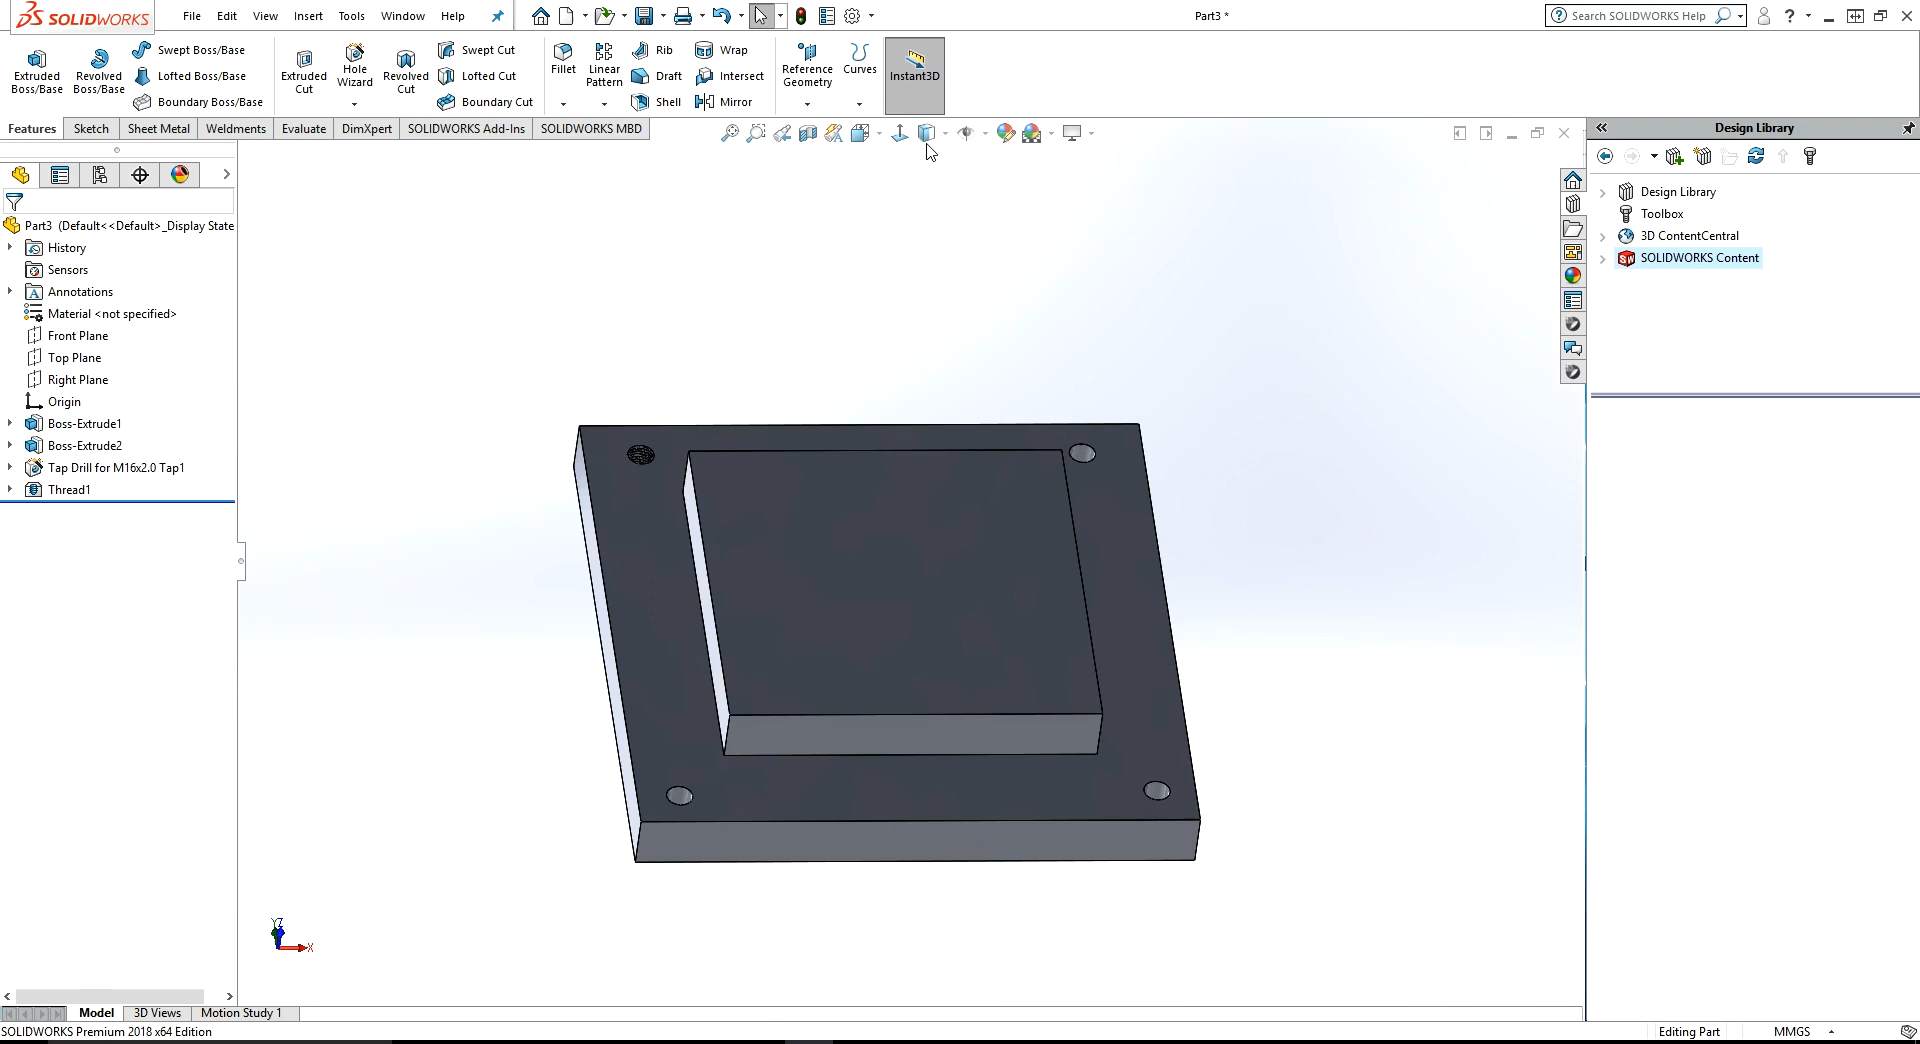 SOLIDWORKS
File Edit View Insert Tools Window Help
Part3 *
Search SOLIDWORKS Help
Extruded Boss/Base
Revolved Boss/Base
Swept Boss/Base
Lofted Boss/Base
Boundary Boss/Base
Extruded Cut
Hole Wizard
Revolved Cut
Swept Cut
Lofted Cut
Boundary Cut
Fillet
Linear Pattern
Rib
Draft
Shell
Wrap
Intersect
Mirror
Reference Geometry
Curves
Instant3D
Features Sketch Sheet Metal Weldments Evaluate DimXpert SOLIDWORKS Add-Ins SOLIDWORKS MBD
Part3 (Default<<Default>_Display State
History
Sensors
Annotations
Material <not specified>
Front Plane
Top Plane
Right Plane
Origin
Boss-Extrude1
Boss-Extrude2
Tap Drill for M16x2.0 Tap1
Thread1
Design Library
Design Library
Toolbox
3D ContentCentral
SOLIDWORKS Content
X
Model 3D Views Motion Study 1
SOLIDWORKS Premium 2018 x64 Edition
Editing Part MMGS